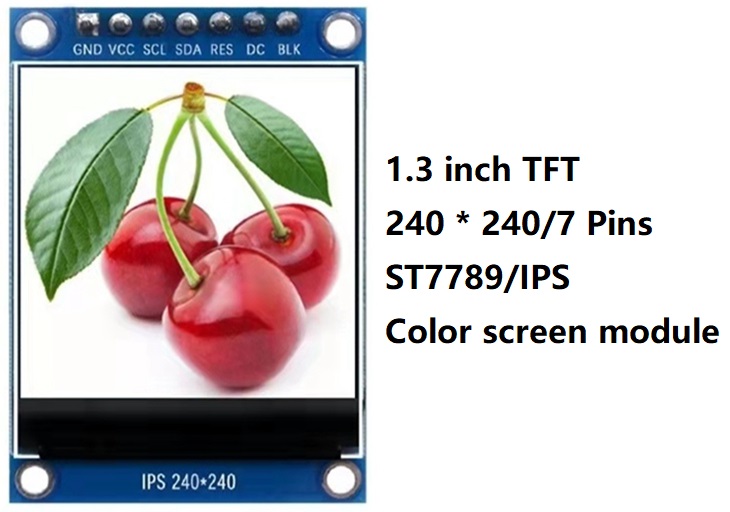 GND VCC SCL SDA RES DC BLK
1.3 inch TFT
240 * 240/7 Pins
ST7789/IPS
Color screen module
IPS 240*240